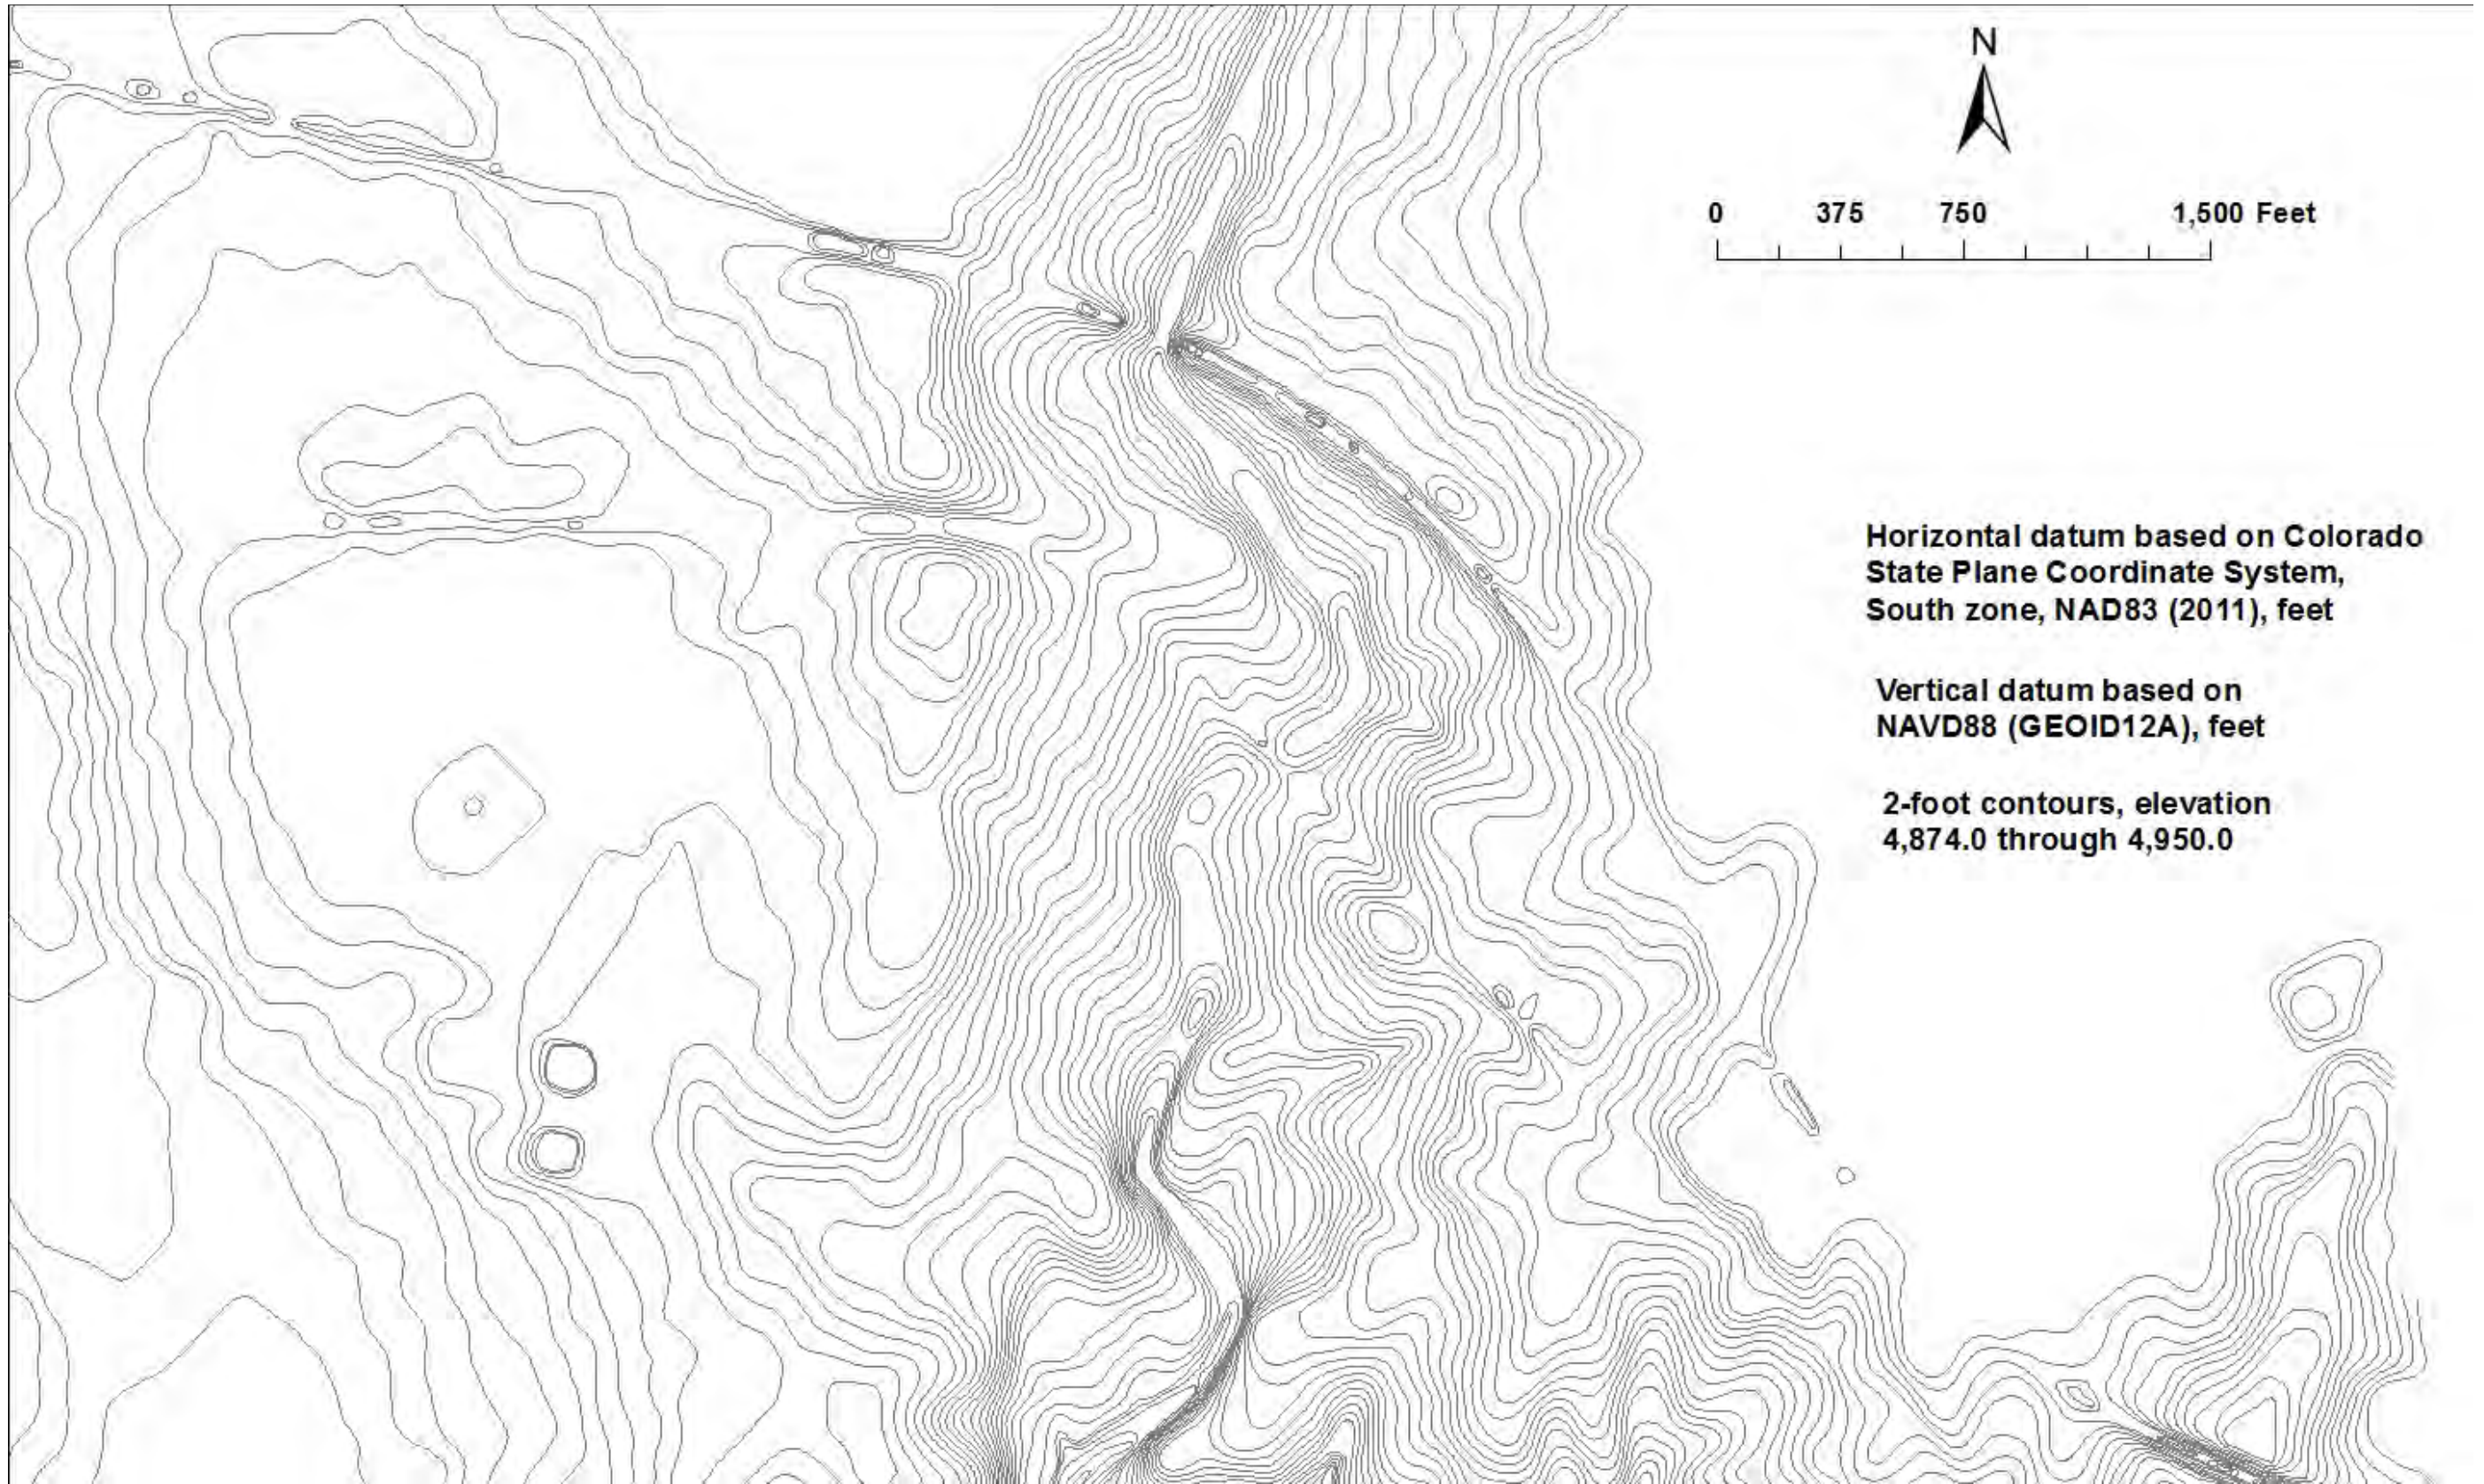 N
0 375 750 1,500 Feet
Horizontal datum based on Colorado
State Plane Coordinate System,
South zone, NAD83 (2011), feet
Vertical datum based on
NAVD88 (GEOID12A), feet
2-foot contours, elevation
4,874.0 through 4,950.0